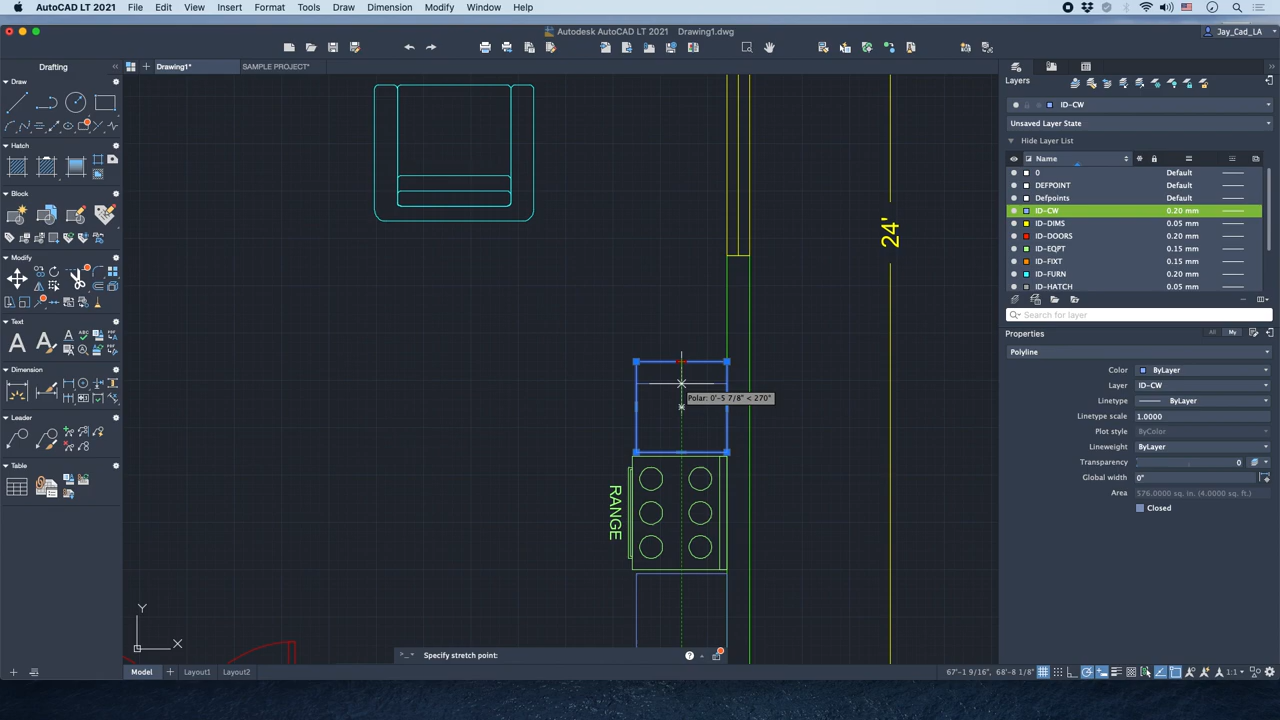 AutoCAD LT 2021 File Edit View Insert Format Tools Draw Dimension Modify Window Help
Autodesk AutoCAD LT 2021 Drawing1.dwg
Jay_Cad_LA
Drafting
Drawing1*
SAMPLE PROJECT*
Draw
Hatch
Block
Modify
Text
A
Dimension
Leader
Table
24'
Polar: 0'-5 7/8" < 270°
RANGE
Y
X
Specify stretch point:
Model
Layout1
Layout2
67'-1 9/16", 68'-8 1/8"
1:1
Layers
ID-CW
Unsaved Layer State
Hide Layer List
Name
0 Default
DEFPOINT Default
Defpoints Default
ID-CW 0.20 mm
ID-DIMS 0.05 mm
ID-DOORS 0.20 mm
ID-EQPT 0.15 mm
ID-FIXT 0.15 mm
ID-FURN 0.20 mm
ID-HATCH 0.05 mm
Search for layer
Properties
All
My
Polyline
Color ByLayer
Layer ID-CW
Linetype ByLayer
Linetype scale 1.0000
Plot style ByColor
Lineweight ByLayer
Transparency 0
Global width 0"
Area 576.0000 sq. in. (4.0000 sq. ft.)
Closed